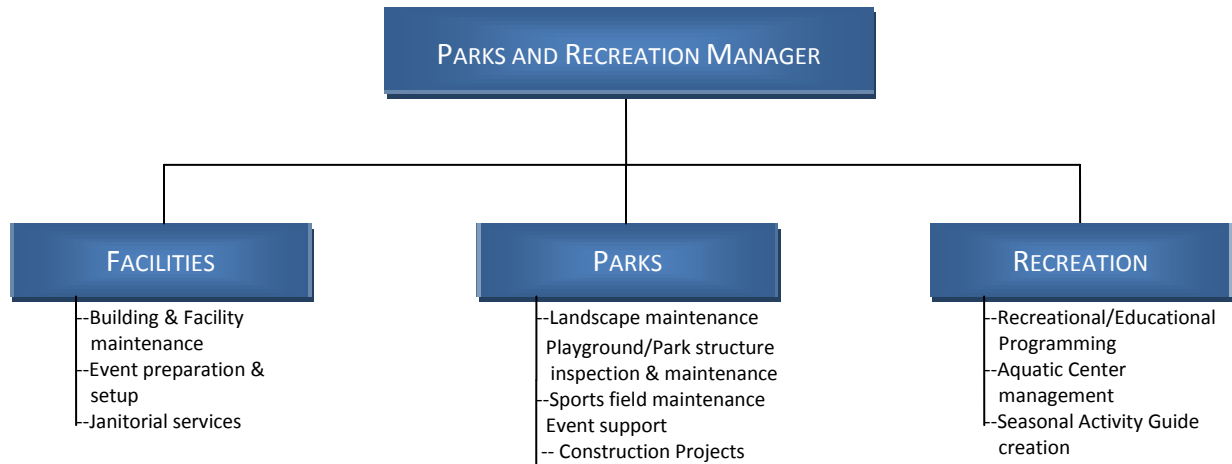 PARKS AND RECREATION MANAGER
FACILITIES
--Building & Facility
maintenance
--Event preparation &
setup
--Janitorial services
PARKS
--Landscape maintenance
Playground/Park structure
inspection & maintenance
--Sports field maintenance
Event support
-- Construction Projects
RECREATION
--Recreational/Educational
Programming
--Aquatic Center
management
--Seasonal Activity Guide
creation